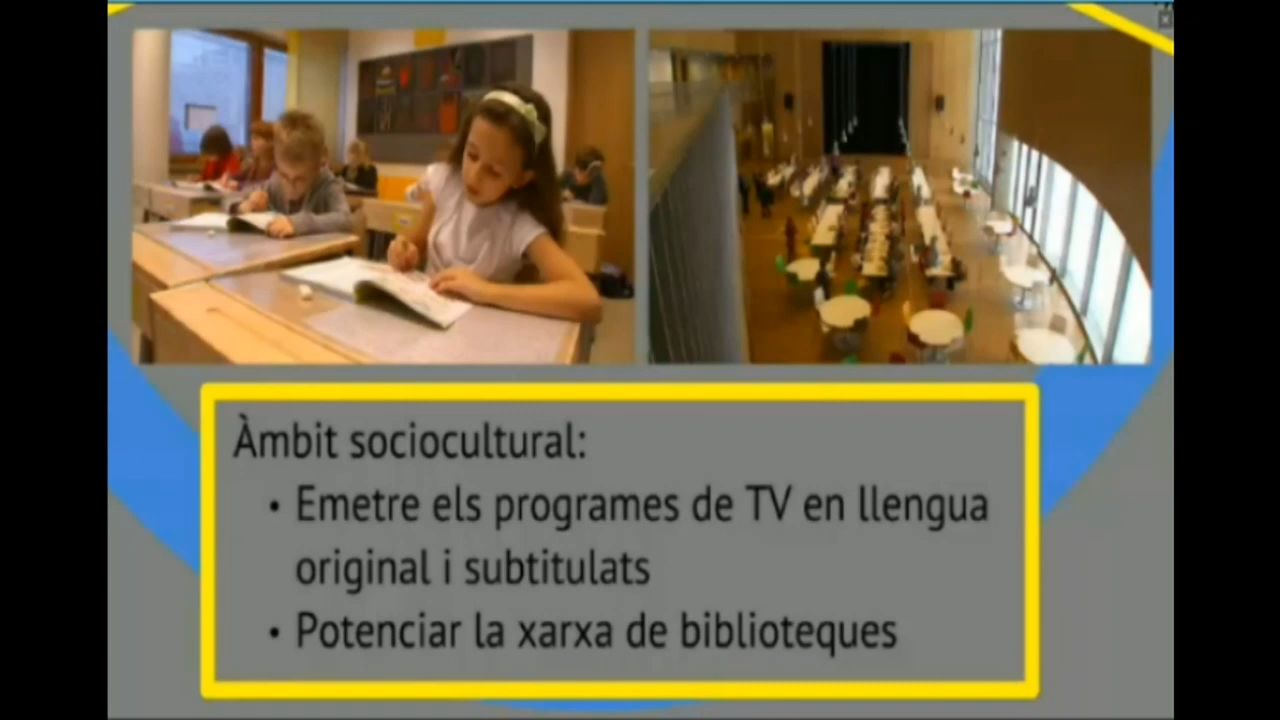 Àmbit sociocultural:
• Emetre els programes de TV en llengua
original i subtitulats
• Potenciar la xarxa de biblioteques